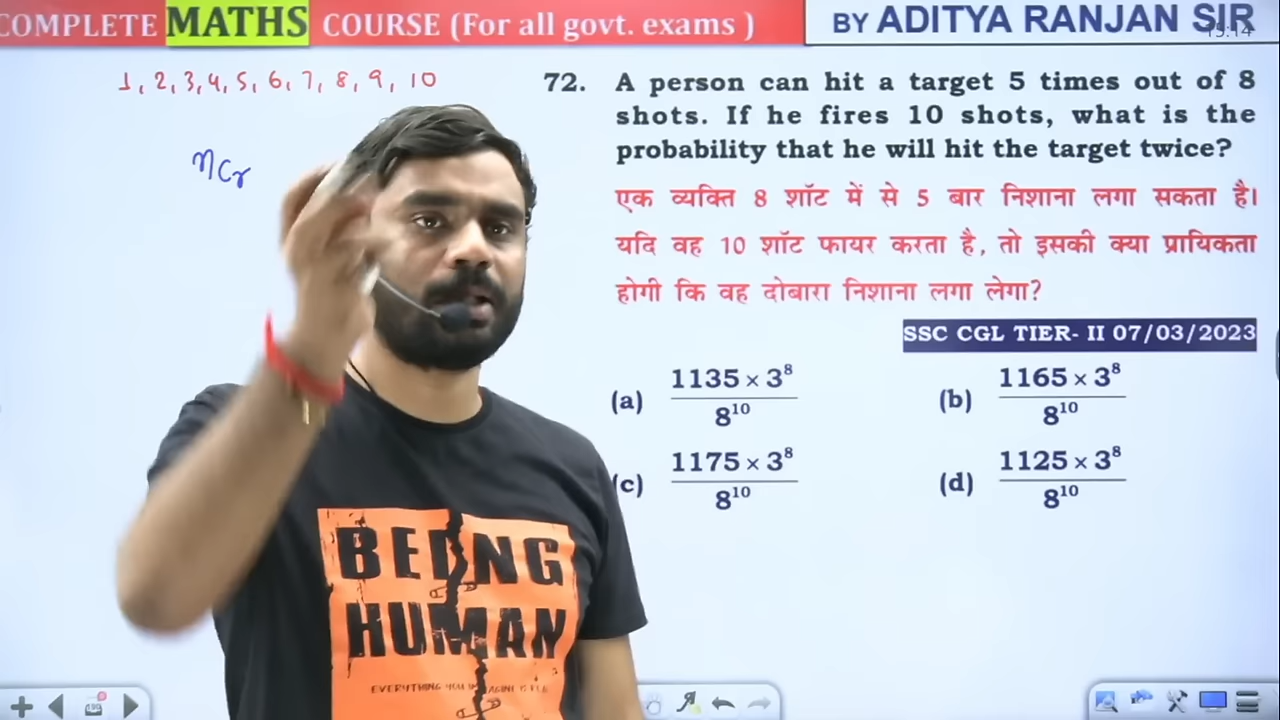 COMPLETE MATHS COURSE (For all govt. exams )
BY ADITYA RANJAN SIR
15:14
1, 2, 3, 4, 5, 6, 7, 8, 9, 10
nCr
72. A person can hit a target 5 times out of 8
shots. If he fires 10 shots, what is the
probability that he will hit the target twice?
एक व्यक्ति 8 शॉट में से 5 बार निशाना लगा सकता है।
यदि वह 10 शॉट फायर करता है, तो इसकी क्या प्रायिकता
होगी कि वह दोबारा निशाना लगा लेगा?
SSC CGL TIER- II 07/03/2023
(a) 1135 × 3⁸ / 8¹⁰
(b) 1165 × 3⁸ / 8¹⁰
(c) 1175 × 3⁸ / 8¹⁰
(d) 1125 × 3⁸ / 8¹⁰
BEING
HUMAN